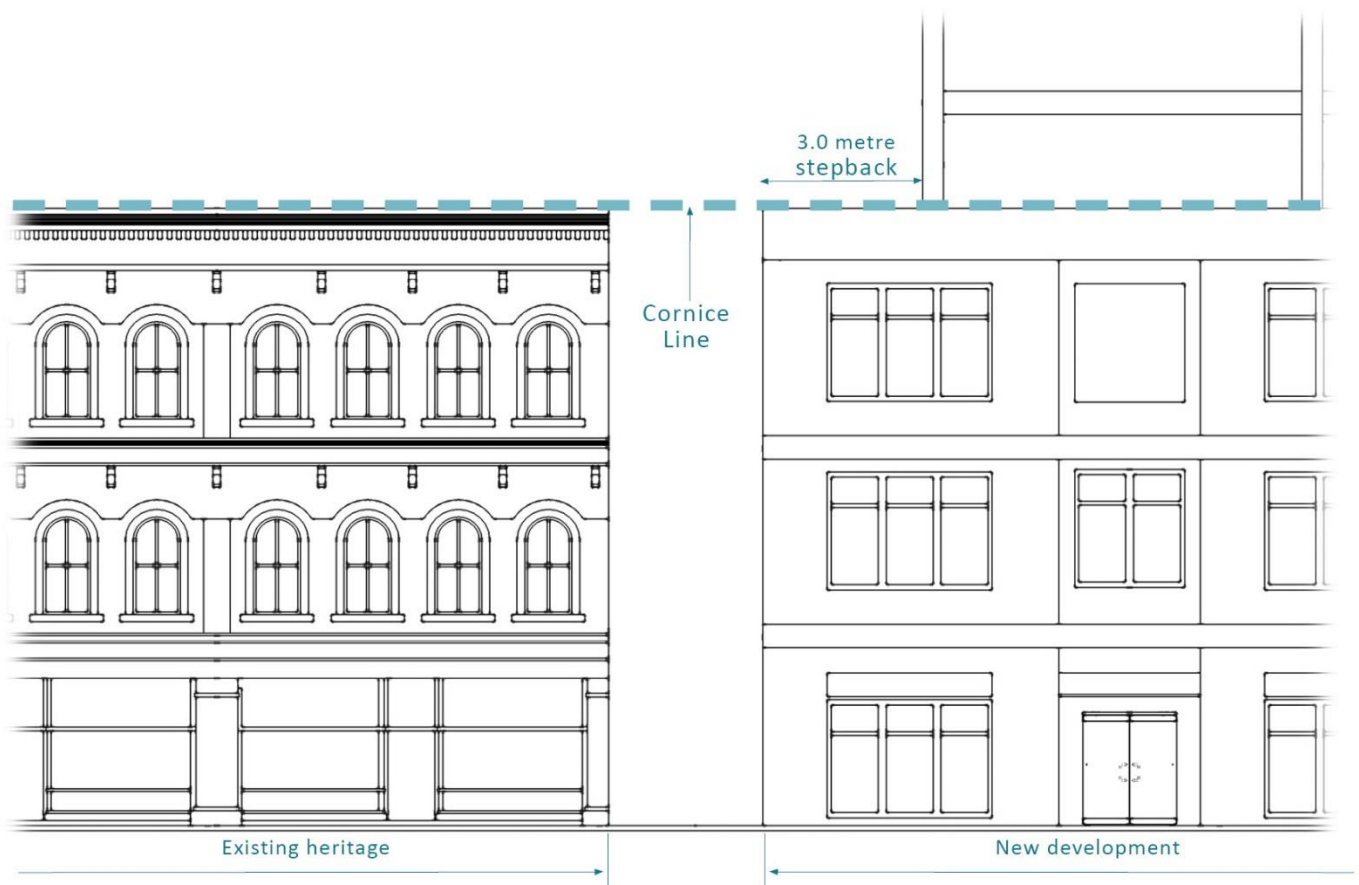 3.0 metre
stepback
Cornice
Line
Existing heritage
New development